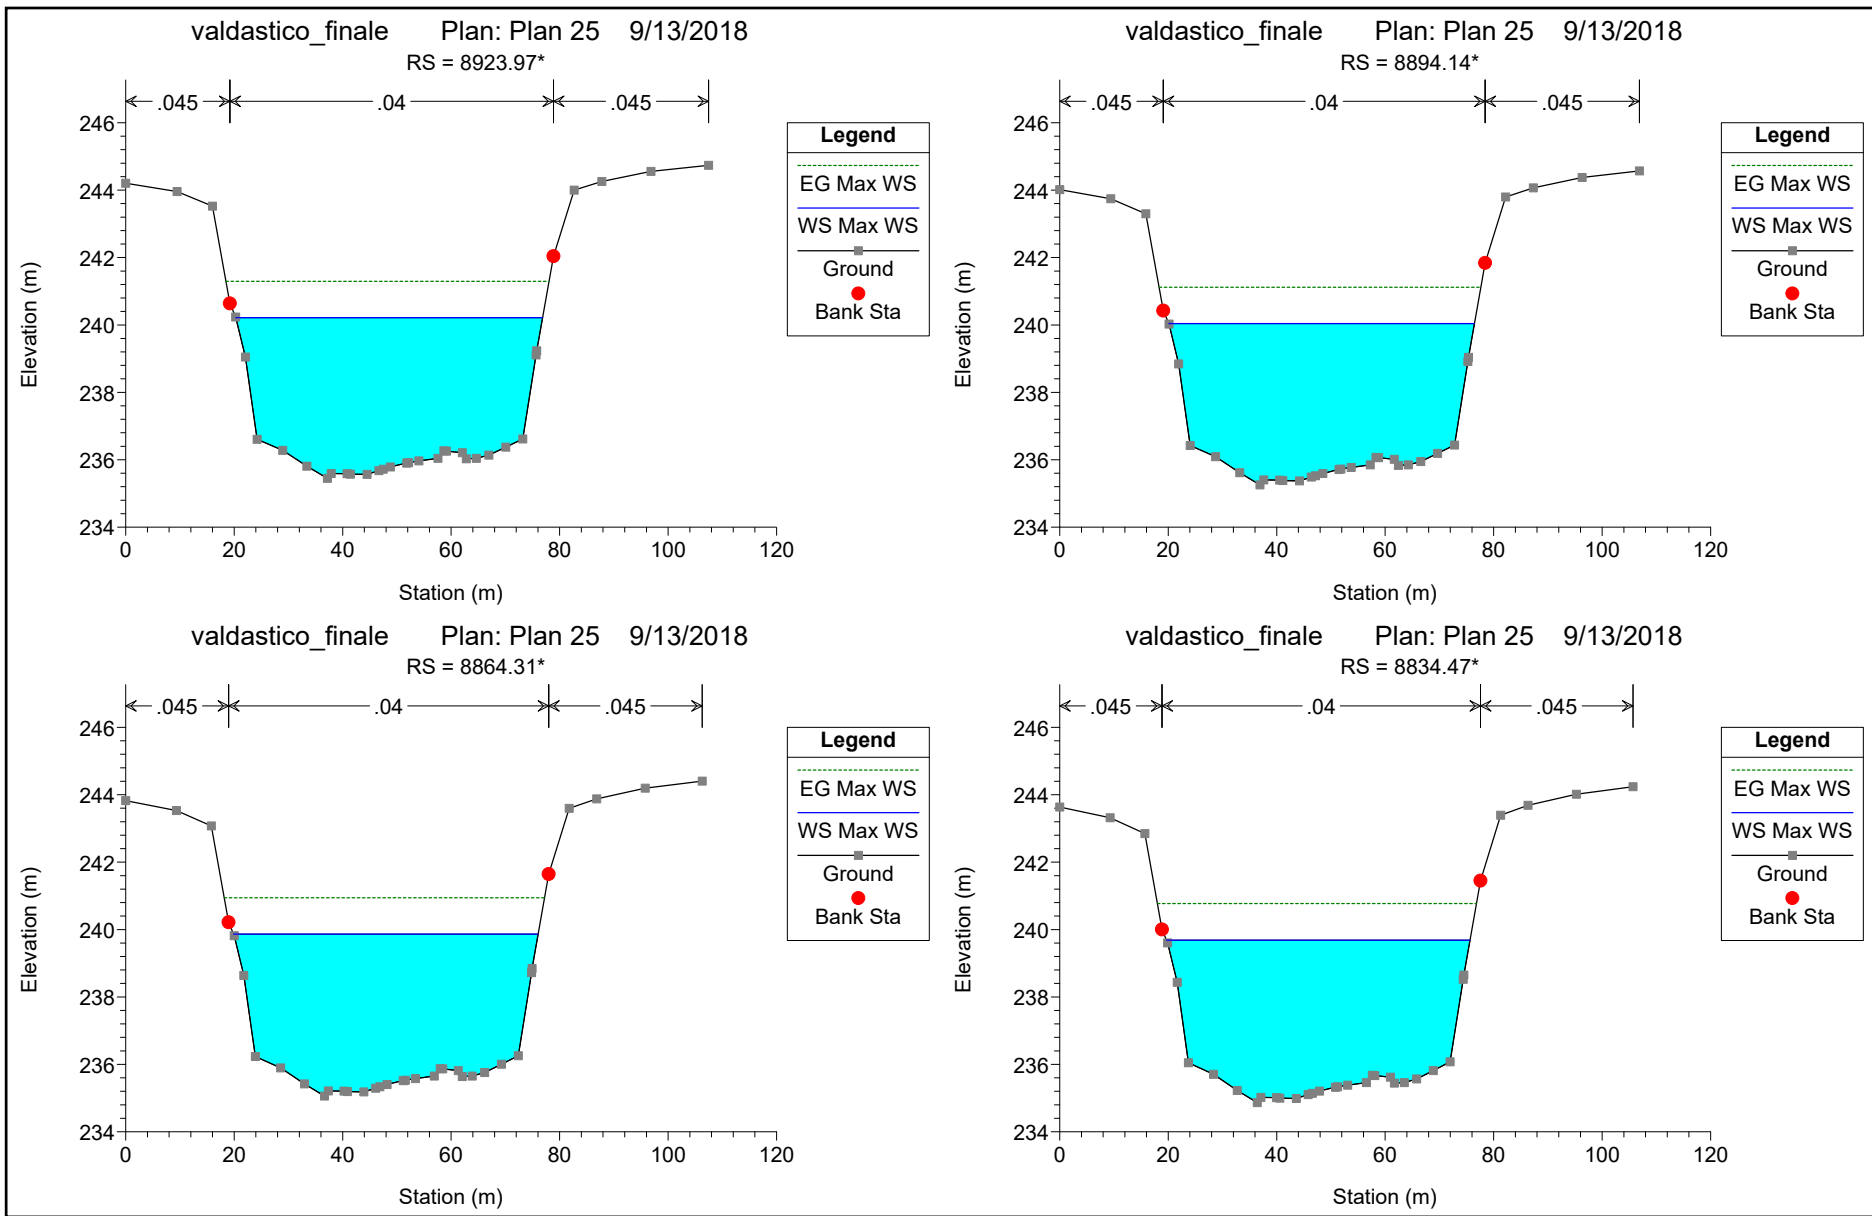 valdastico_finale Plan: Plan 25 9/13/2018
RS = 8923.97*
.045 .04 .045
246
244
242
240
238
236
234
Elevation (m)
0 20 40 60 80 100 120
Station (m)
Legend
EG Max WS
WS Max WS
Ground
Bank Sta
valdastico_finale Plan: Plan 25 9/13/2018
RS = 8894.14*
.045 .04 .045
246
244
242
240
238
236
234
Elevation (m)
0 20 40 60 80 100 120
Station (m)
Legend
EG Max WS
WS Max WS
Ground
Bank Sta
valdastico_finale Plan: Plan 25 9/13/2018
RS = 8864.31*
.045 .04 .045
246
244
242
240
238
236
234
Elevation (m)
0 20 40 60 80 100 120
Station (m)
Legend
EG Max WS
WS Max WS
Ground
Bank Sta
valdastico_finale Plan: Plan 25 9/13/2018
RS = 8834.47*
.045 .04 .045
246
244
242
240
238
236
234
Elevation (m)
0 20 40 60 80 100 120
Station (m)
Legend
EG Max WS
WS Max WS
Ground
Bank Sta